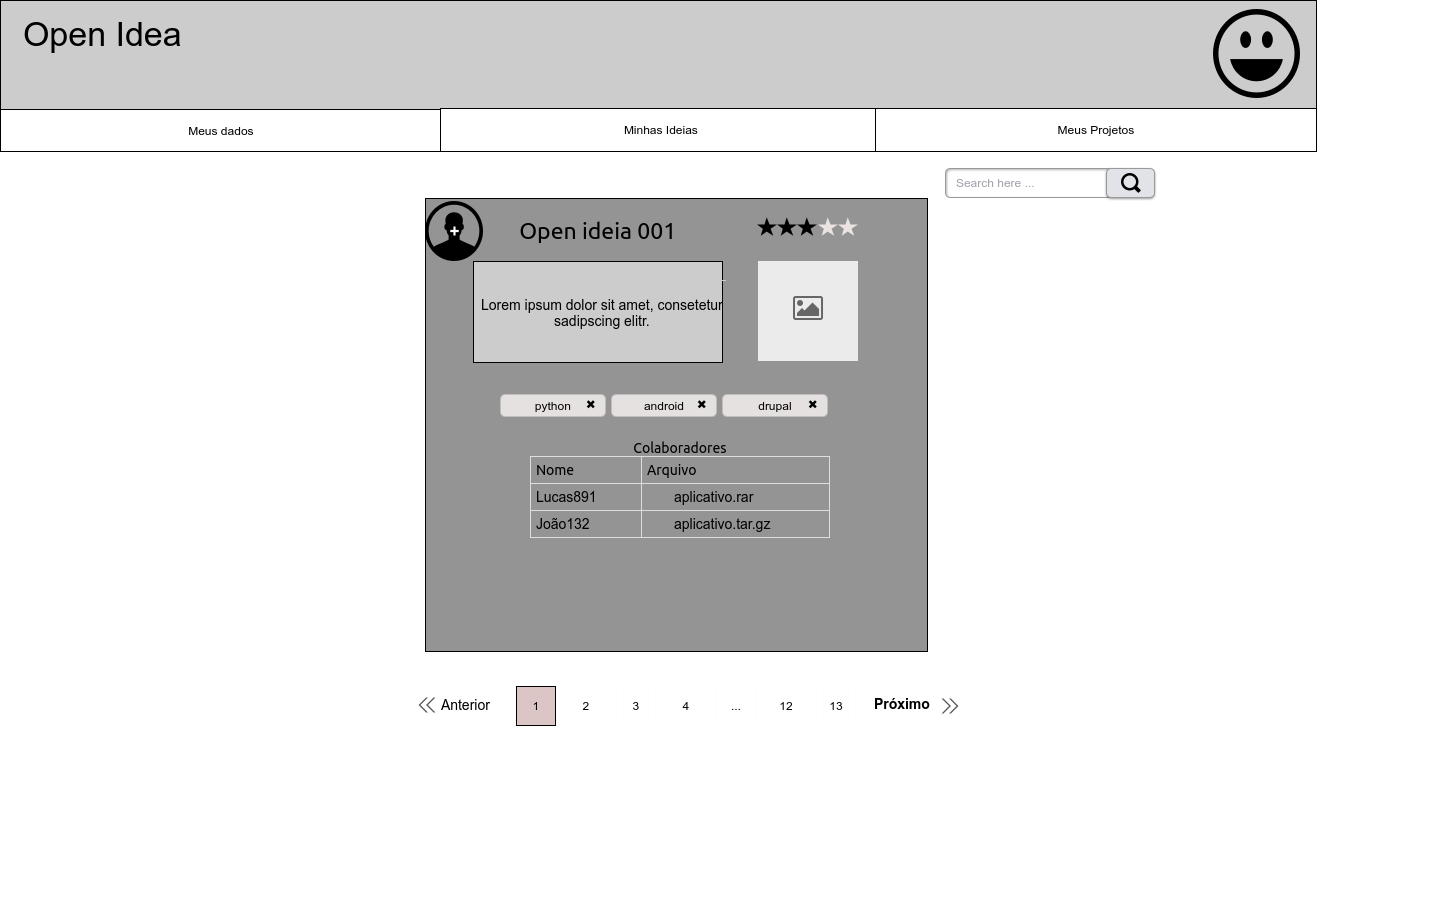 Open Idea
Meus dados
Minhas Ideias
Meus Projetos
Search here ...
Open ideia 001
Lorem ipsum dolor sit amet, consetetur
sadipscing elitr.
python
android
drupal
Colaboradores
Nome Arquivo
Lucas891 aplicativo.rar
João132 aplicativo.tar.gz
Anterior 1 2 3 4 ... 12 13 Próximo